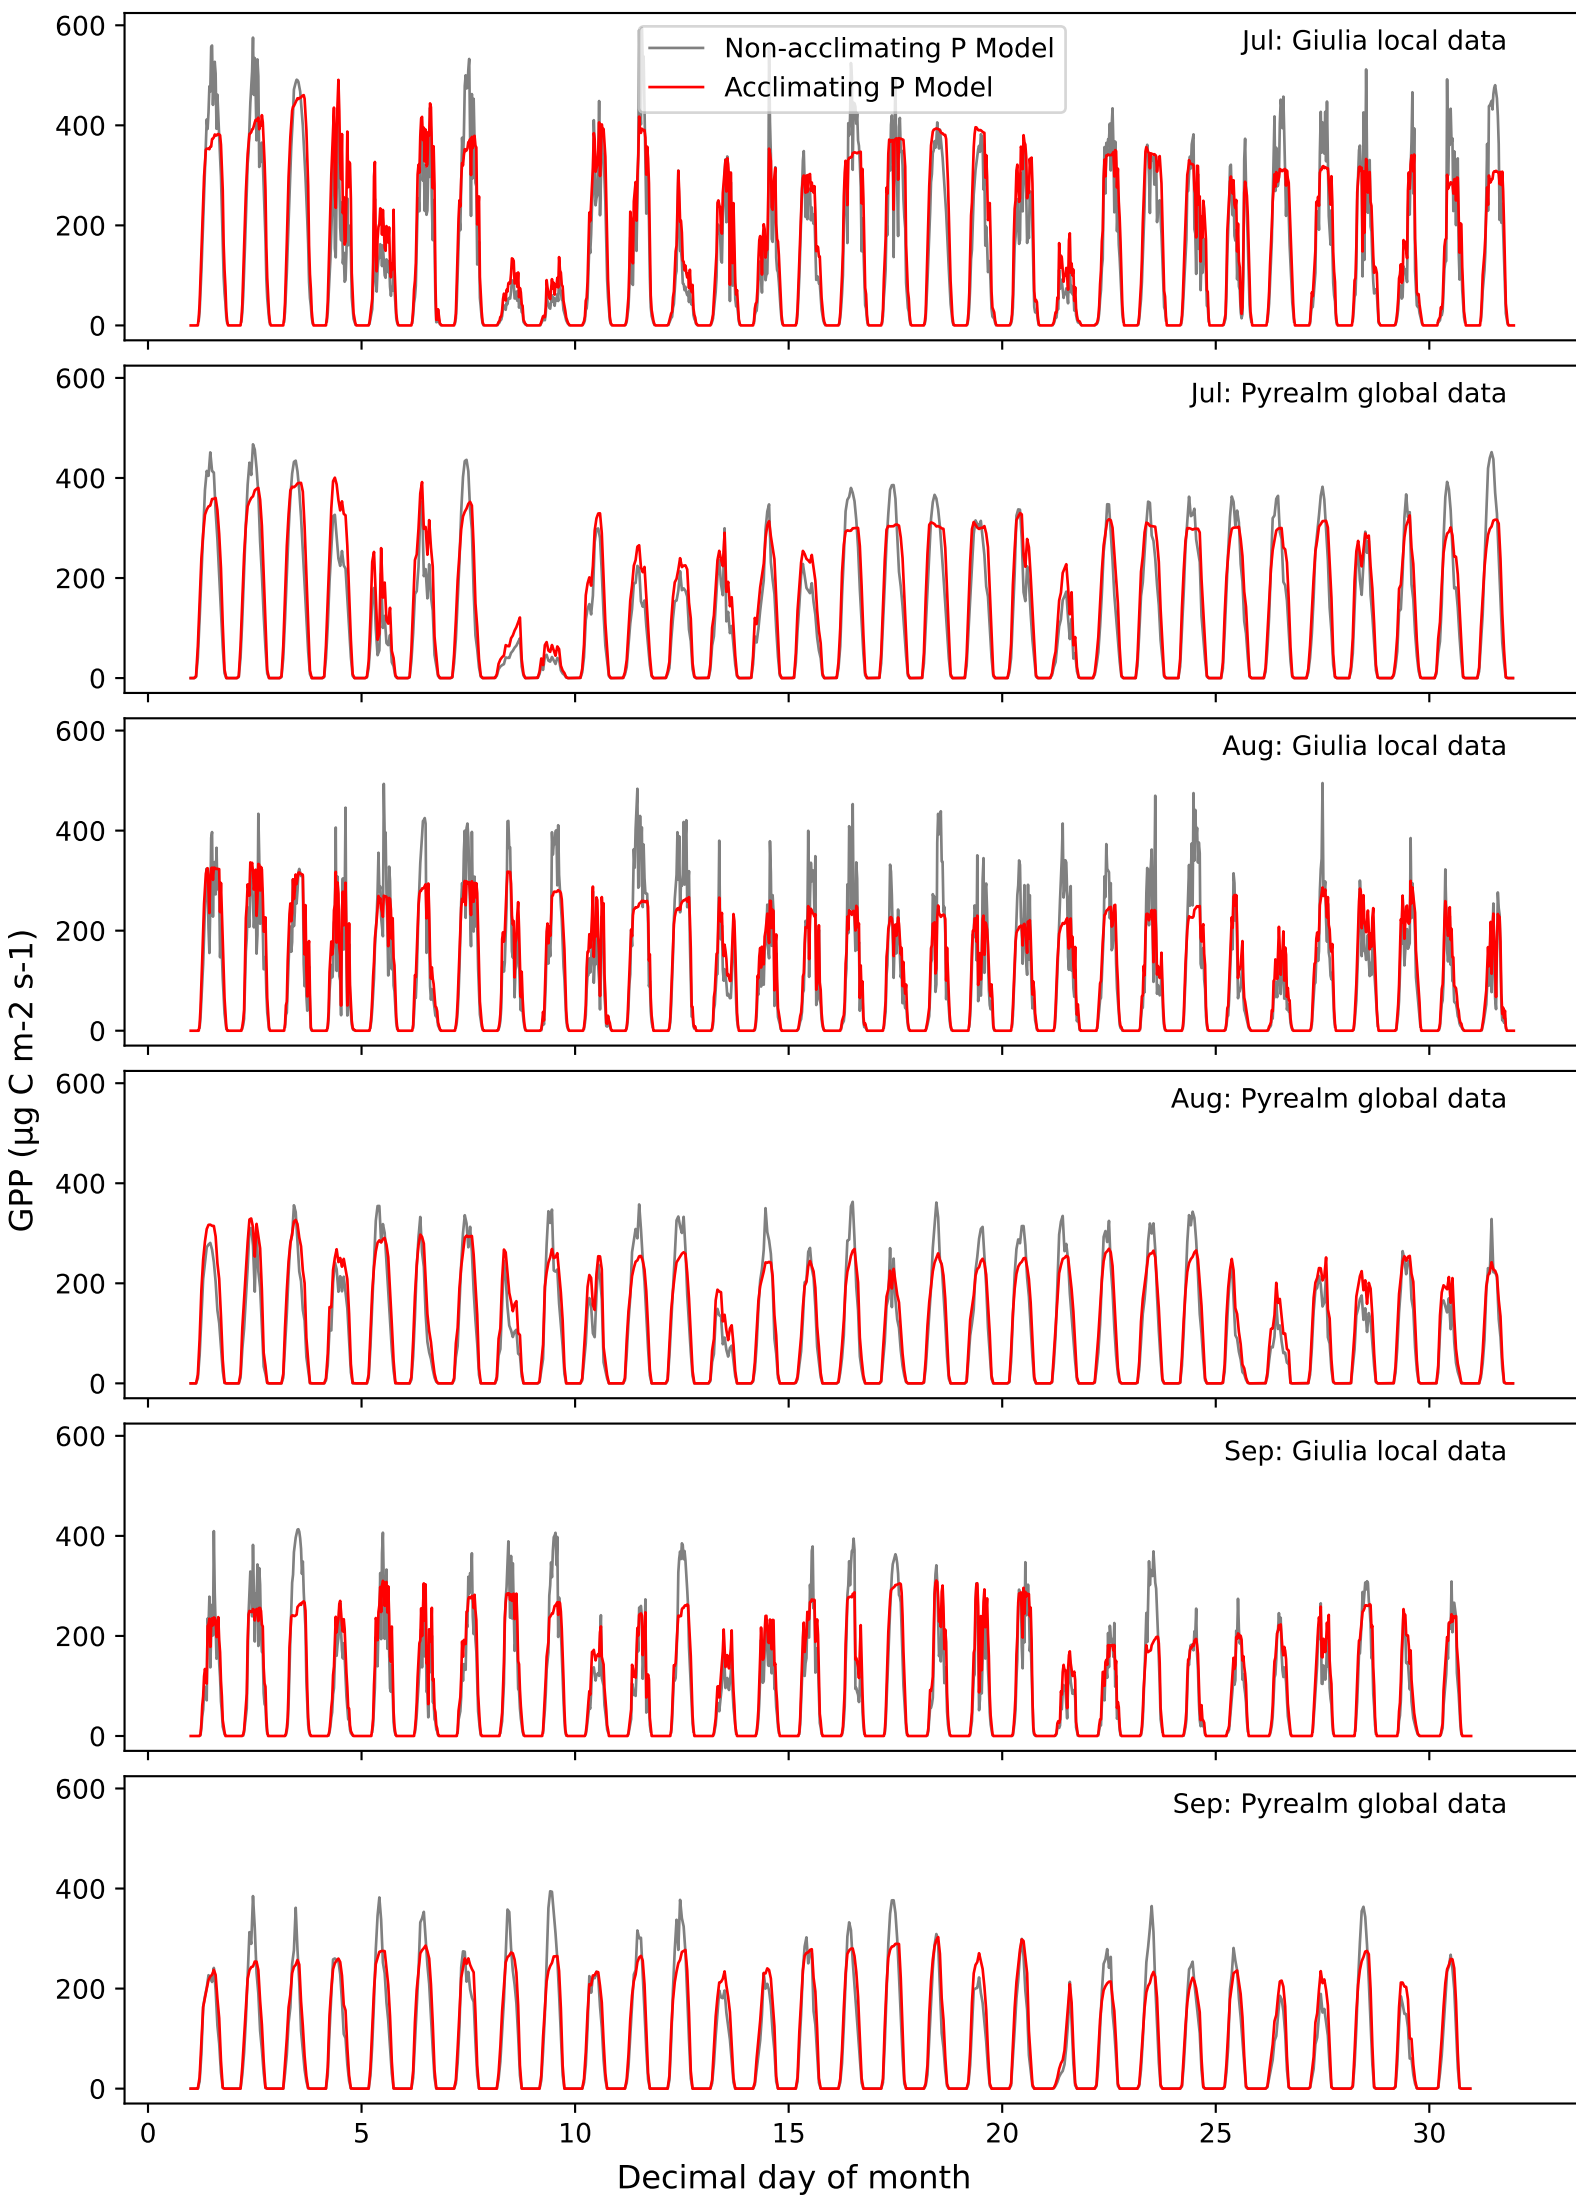 600
400
200
0
Non-acclimating P Model
Acclimating P Model
Jul: Giulia local data
600
400
200
0
Jul: Pyrealm global data
600
400
200
0
Aug: Giulia local data
600
400
200
0
Aug: Pyrealm global data
GPP (µg C m-2 s-1)
600
400
200
0
Sep: Giulia local data
600
400
200
0
Sep: Pyrealm global data
0 5 10 15 20 25 30
Decimal day of month